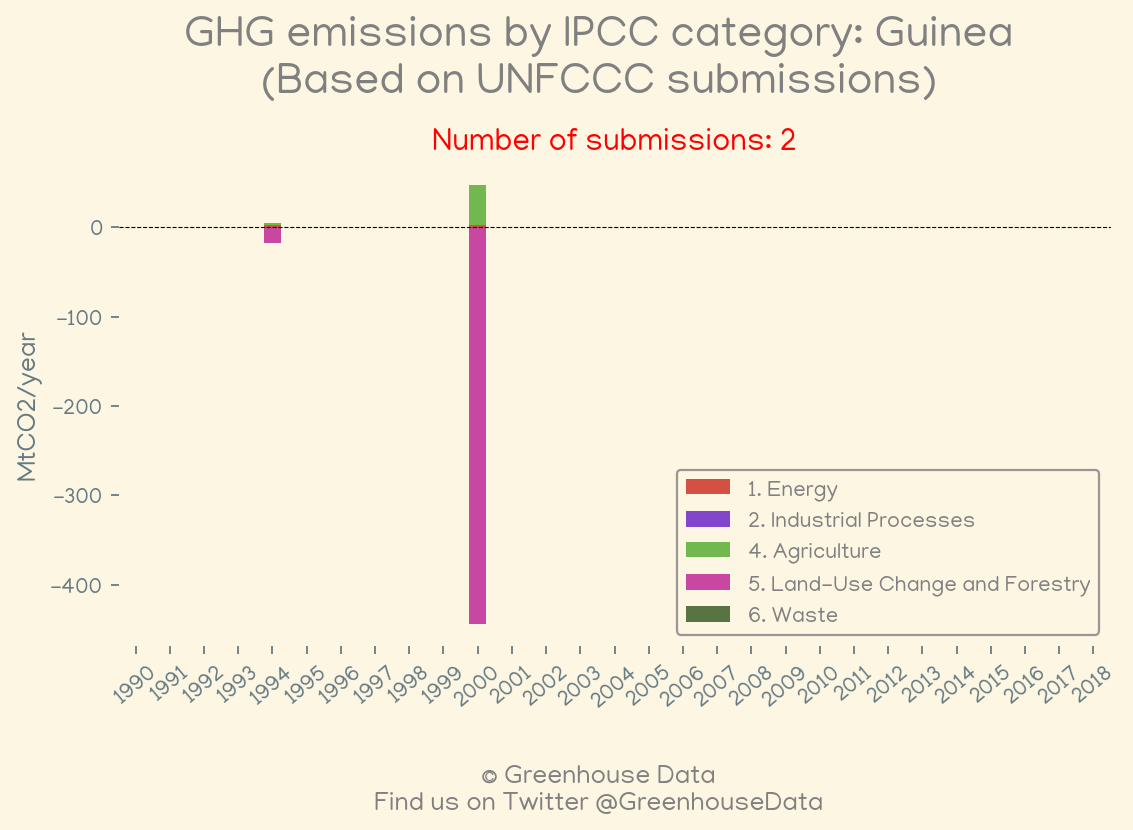 GHG emissions by IPCC category: Guinea
(Based on UNFCCC submissions)
Number of submissions: 2
MtCO2/year
0
-100
-200
-300
-400
1. Energy
2. Industrial Processes
4. Agriculture
5. Land-Use Change and Forestry
6. Waste
1990 1991 1992 1993 1994 1995 1996 1997 1998 1999 2000 2001 2002 2003 2004 2005 2006 2007 2008 2009 2010 2011 2012 2013 2014 2015 2016 2017 2018
© Greenhouse Data
Find us on Twitter @GreenhouseData